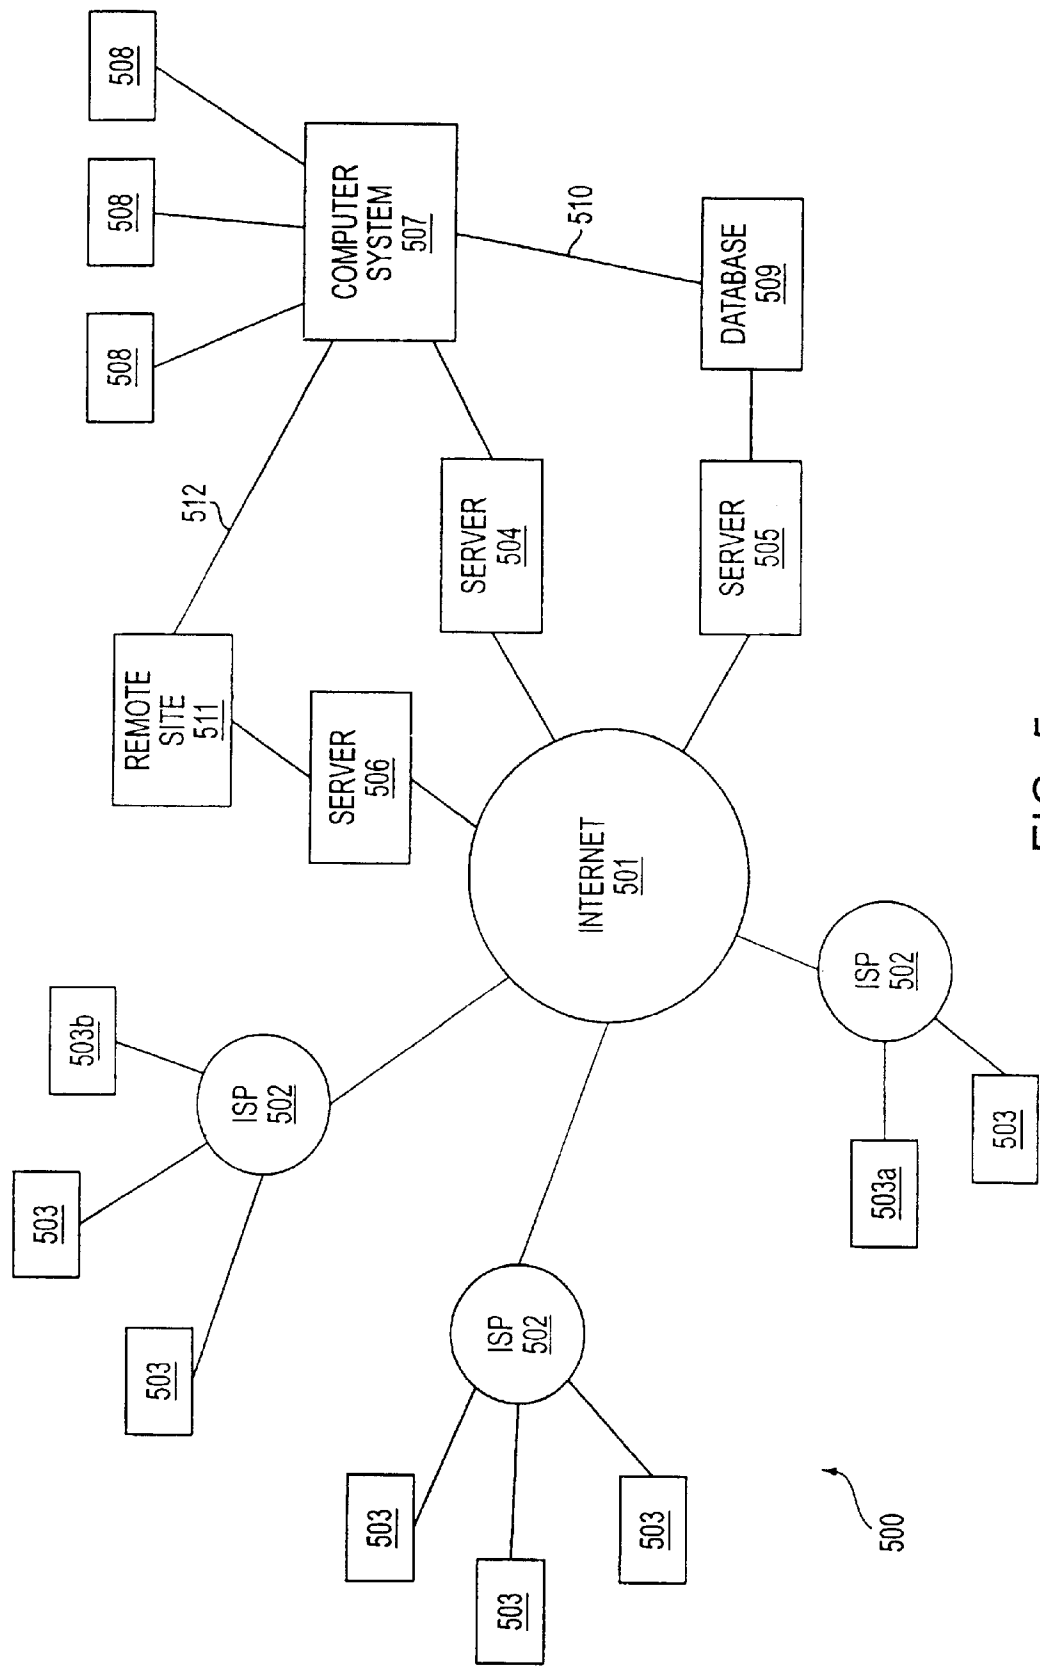 508
508
508
COMPUTER
SYSTEM
507
510
DATABASE
509
512
SERVER
504
SERVER
505
REMOTE
SITE
511
SERVER
506
INTERNET
501
503b
ISP
502
503
503
ISP
502
503
503
503
ISP
502
503a
503
500